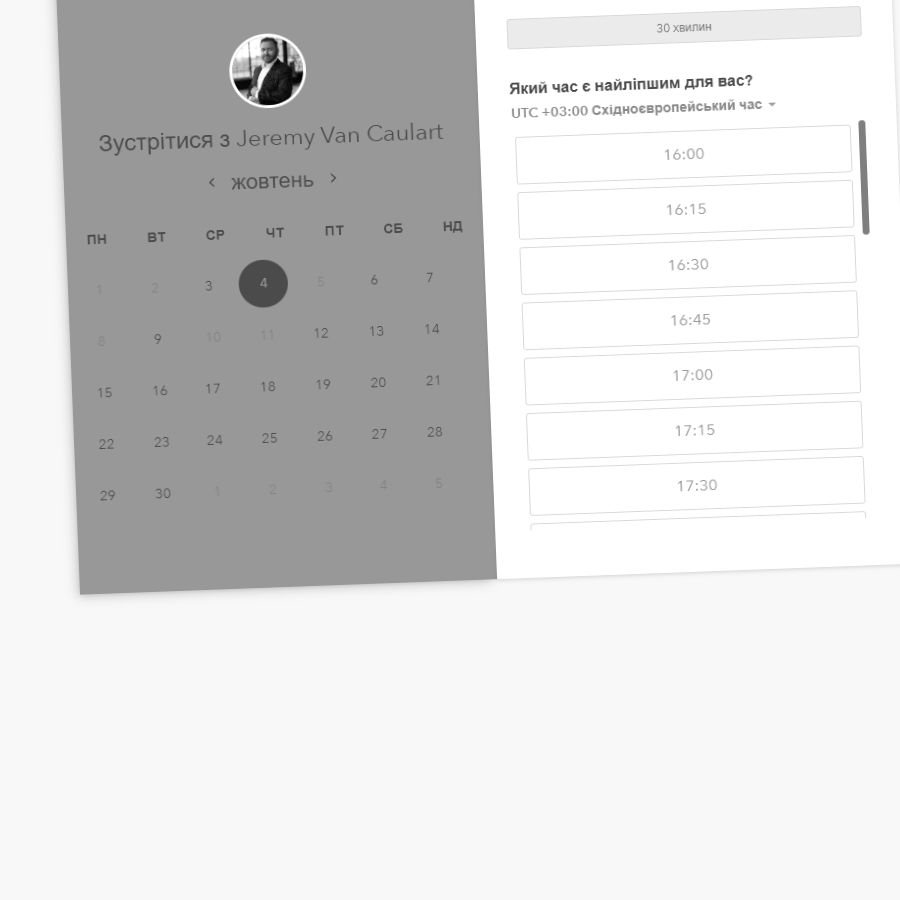 Зустрітися з Jeremy Van Caulart
жовтень
ПН ВТ СР ЧТ ПТ СБ НД
1 2 3 4 5 6 7
8 9 10 11 12 13 14
15 16 17 18 19 20 21
22 23 24 25 26 27 28
29 30 1 2 3 4 5
30 хвилин
Який час є найліпшим для вас?
UTC +03:00 Східноєвропейський час
16:00
16:15
16:30
16:45
17:00
17:15
17:30